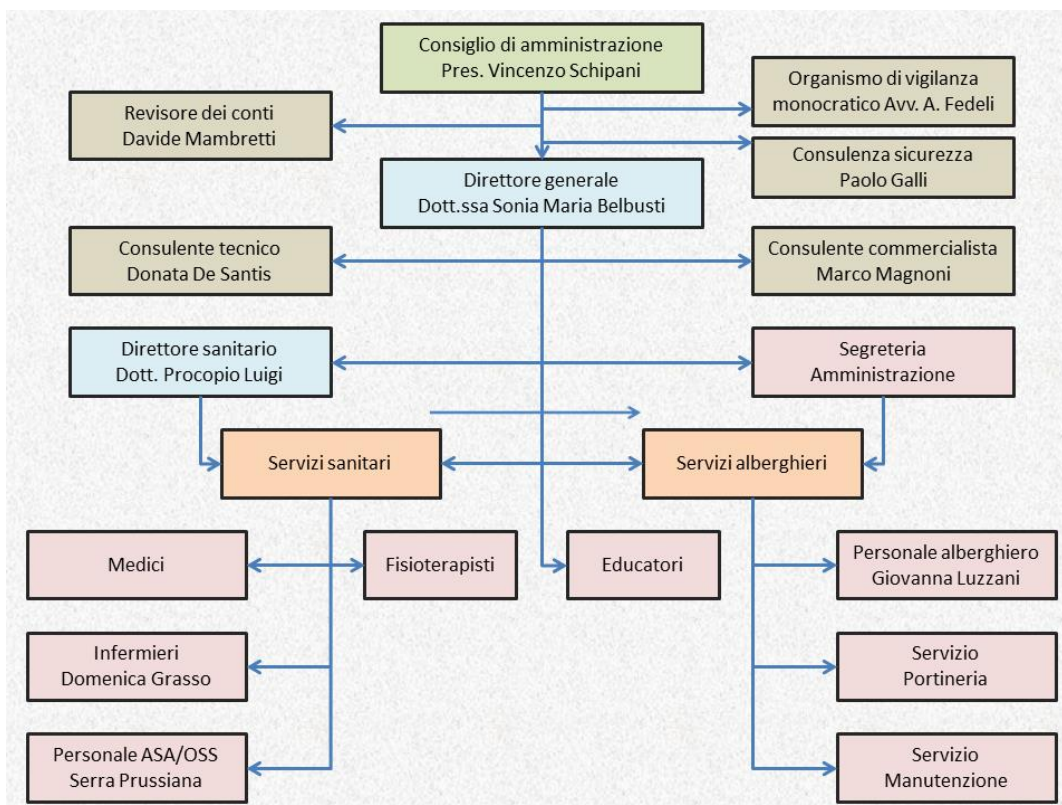 Consiglio di amministrazione
Pres. Vincenzo Schipani
Organismo di vigilanza
monocratico Avv. A. Fedeli
Revisore dei conti
Davide Mambretti
Consulenza sicurezza
Paolo Galli
Direttore generale
Dott.ssa Sonia Maria Belbusti
Consulente tecnico
Donata De Santis
Consulente commercialista
Marco Magnoni
Direttore sanitario
Dott. Procopio Luigi
Segreteria
Amministrazione
Servizi sanitari
Servizi alberghieri
Medici
Fisioterapisti
Educatori
Personale alberghiero
Giovanna Luzzani
Infermieri
Domenica Grasso
Servizio
Portineria
Personale ASA/OSS
Serra Prussiana
Servizio
Manutenzione